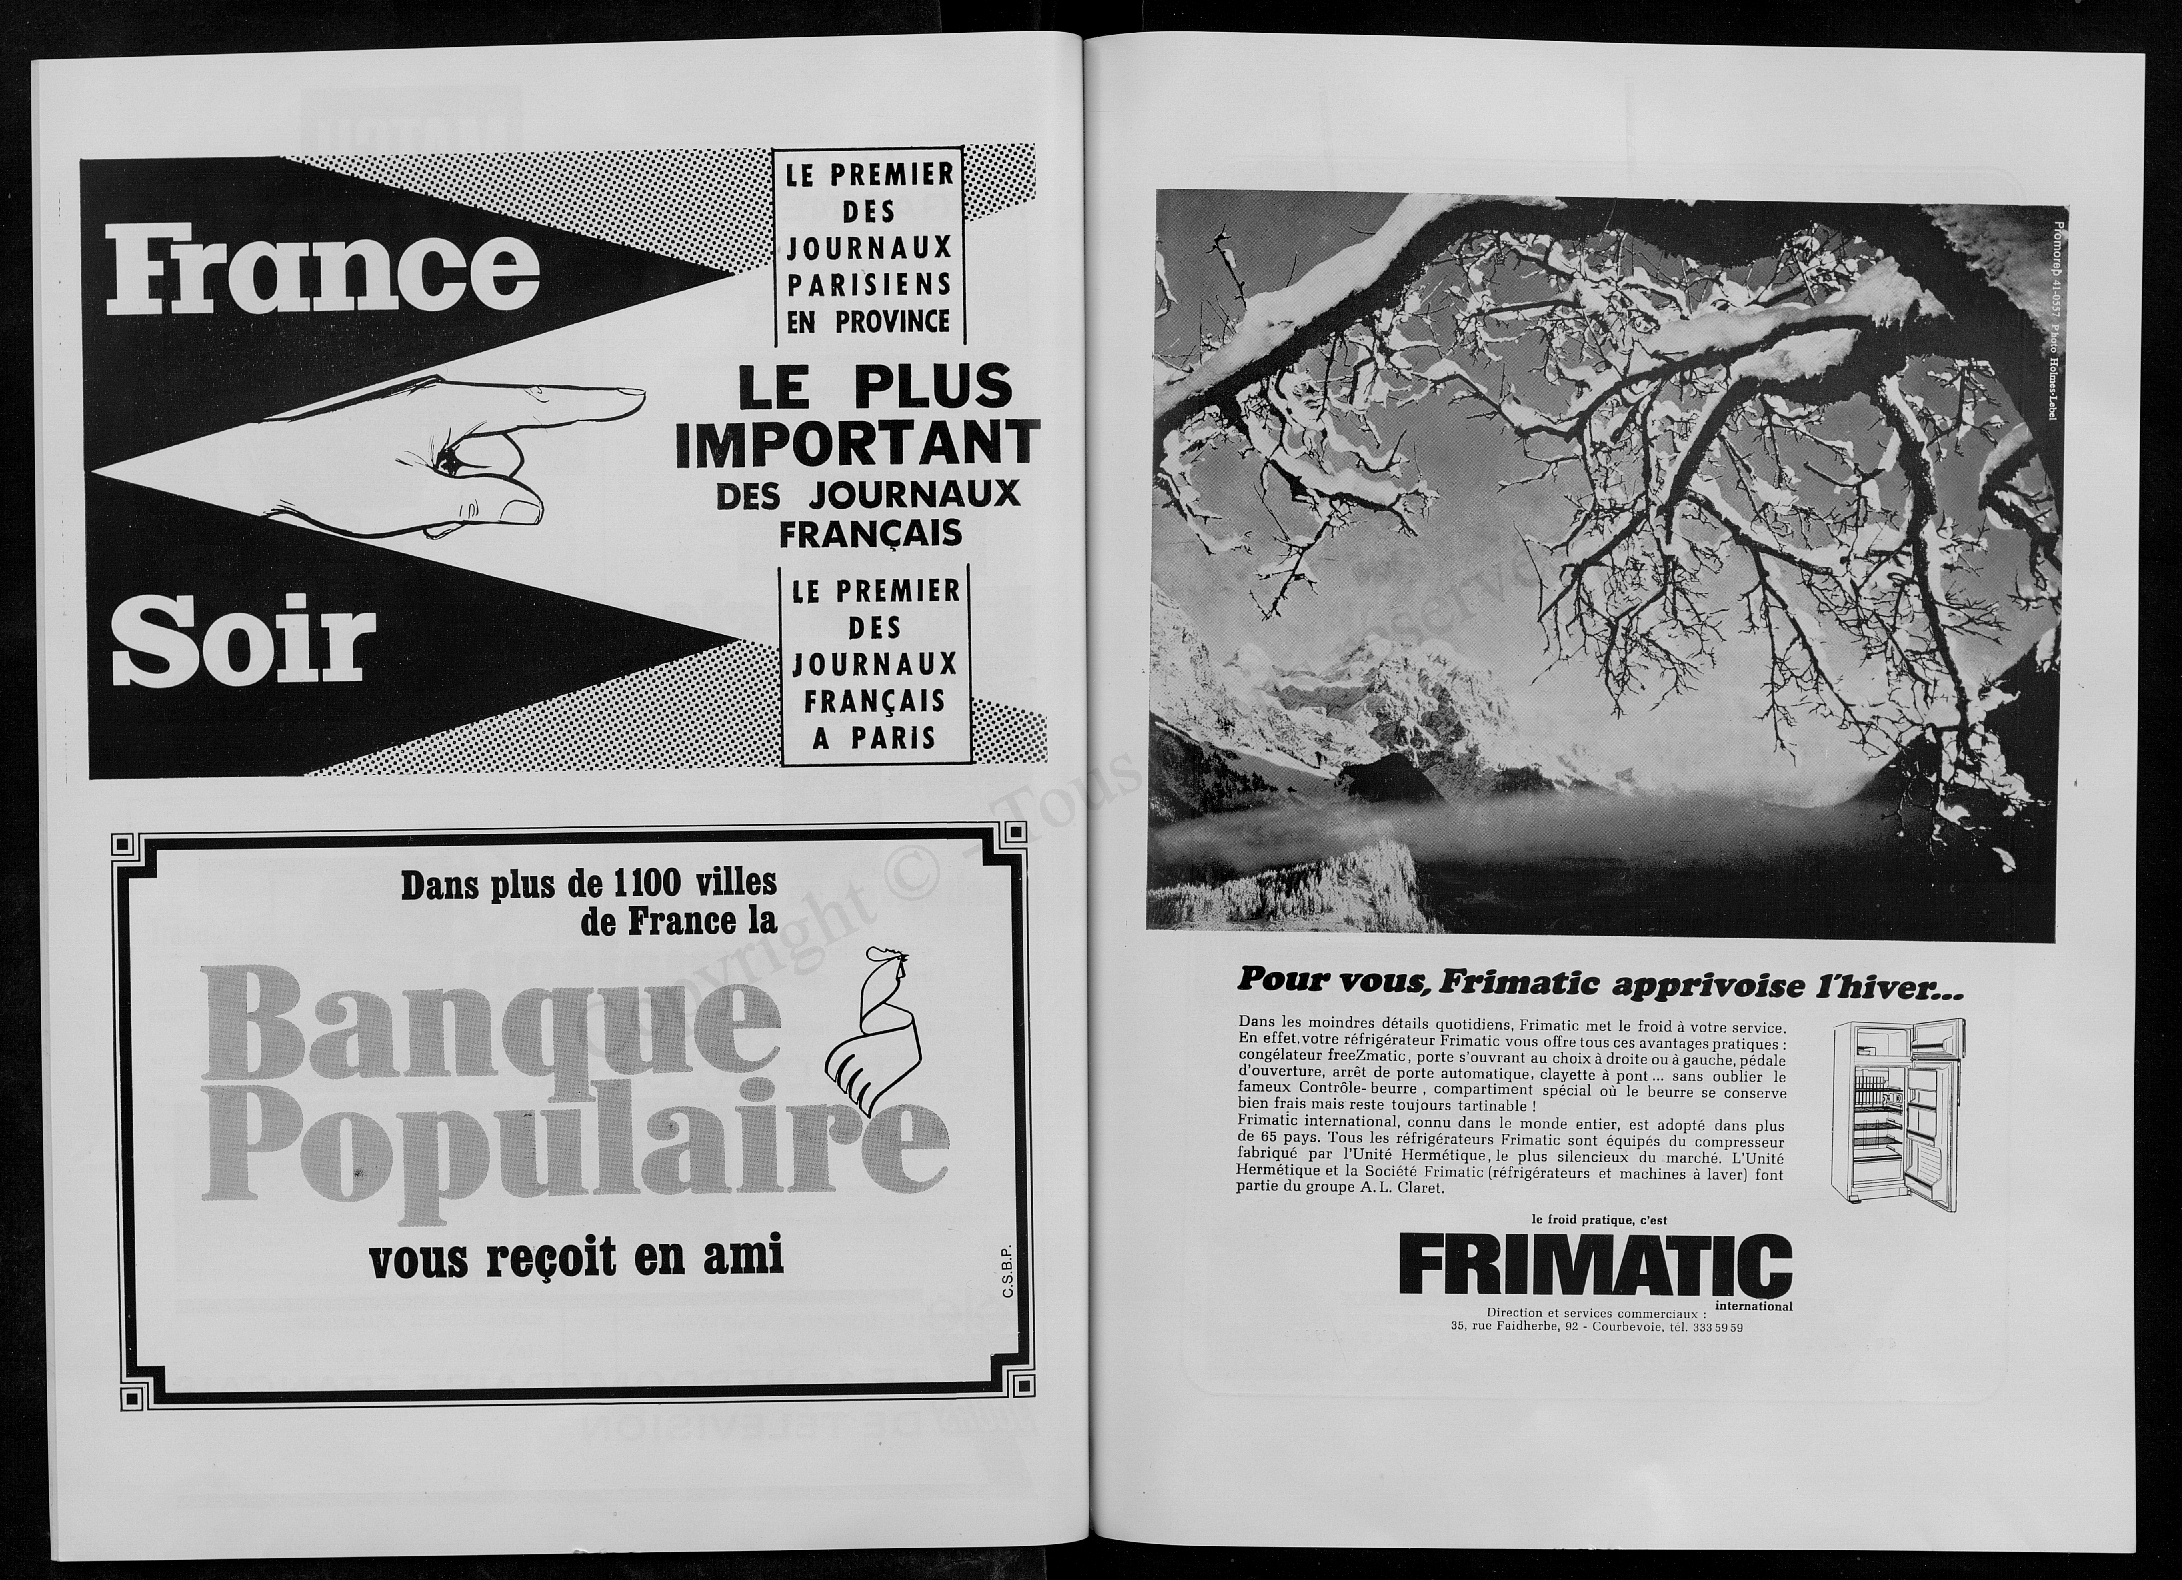 France
Soir
LE PREMIER
DES
JOURNAUX
PARISIENS
EN PROVINCE
LE PLUS
IMPORTANT
DES JOURNAUX
FRANÇAIS
LE PREMIER
DES
JOURNAUX
FRANÇAIS
A PARIS
Dans plus de 1100 villes
de France la
Banque
Populaire
vous reçoit en ami
C.S.B.P.
Copyright © - Tous
Promorep 41-0557 Photo Holmes-Lebel
Pour vous, Frimatic apprivoise l'hiver...
Dans les moindres détails quotidiens, Frimatic met le froid à votre service.
En effet, votre réfrigérateur Frimatic vous offre tous ces avantages pratiques :
congélateur freeZmatic, porte s'ouvrant au choix à droite ou à gauche, pédale
d'ouverture, arrêt de porte automatique, clayette à pont ... sans oublier le
fameux Contrôle-beurre , compartiment spécial où le beurre se conserve
bien frais mais reste toujours tartinable !
Frimatic international, connu dans le monde entier, est adopté dans plus
de 65 pays. Tous les réfrigérateurs Frimatic sont équipés du compresseur
fabriqué par l'Unité Hermétique, le plus silencieux du marché. L'Unité
Hermétique et la Société Frimatic (réfrigérateurs et machines à laver) font
partie du groupe A. L. Claret.
le froid pratique, c'est
FRIMATIC
international
Direction et services commerciaux :
35, rue Faidherbe, 92 - Courbevoie, tél. 333 59 59